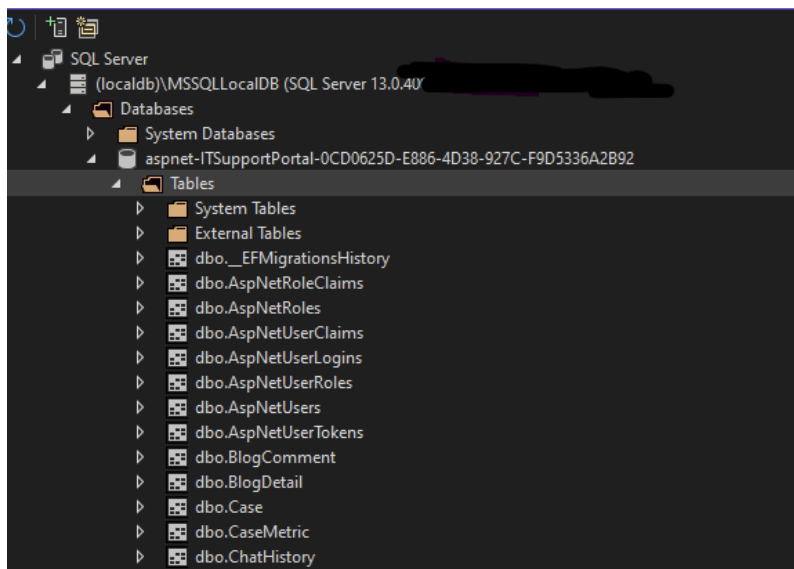 SQL Server
(localdb)\MSSQLLocalDB (SQL Server 13.0.40
Databases
System Databases
aspnet-ITSupportPortal-0CD0625D-E886-4D38-927C-F9D5336A2B92
Tables
System Tables
External Tables
dbo.__EFMigrationsHistory
dbo.AspNetRoleClaims
dbo.AspNetRoles
dbo.AspNetUserClaims
dbo.AspNetUserLogins
dbo.AspNetUserRoles
dbo.AspNetUsers
dbo.AspNetUserTokens
dbo.BlogComment
dbo.BlogDetail
dbo.Case
dbo.CaseMetric
dbo.ChatHistory